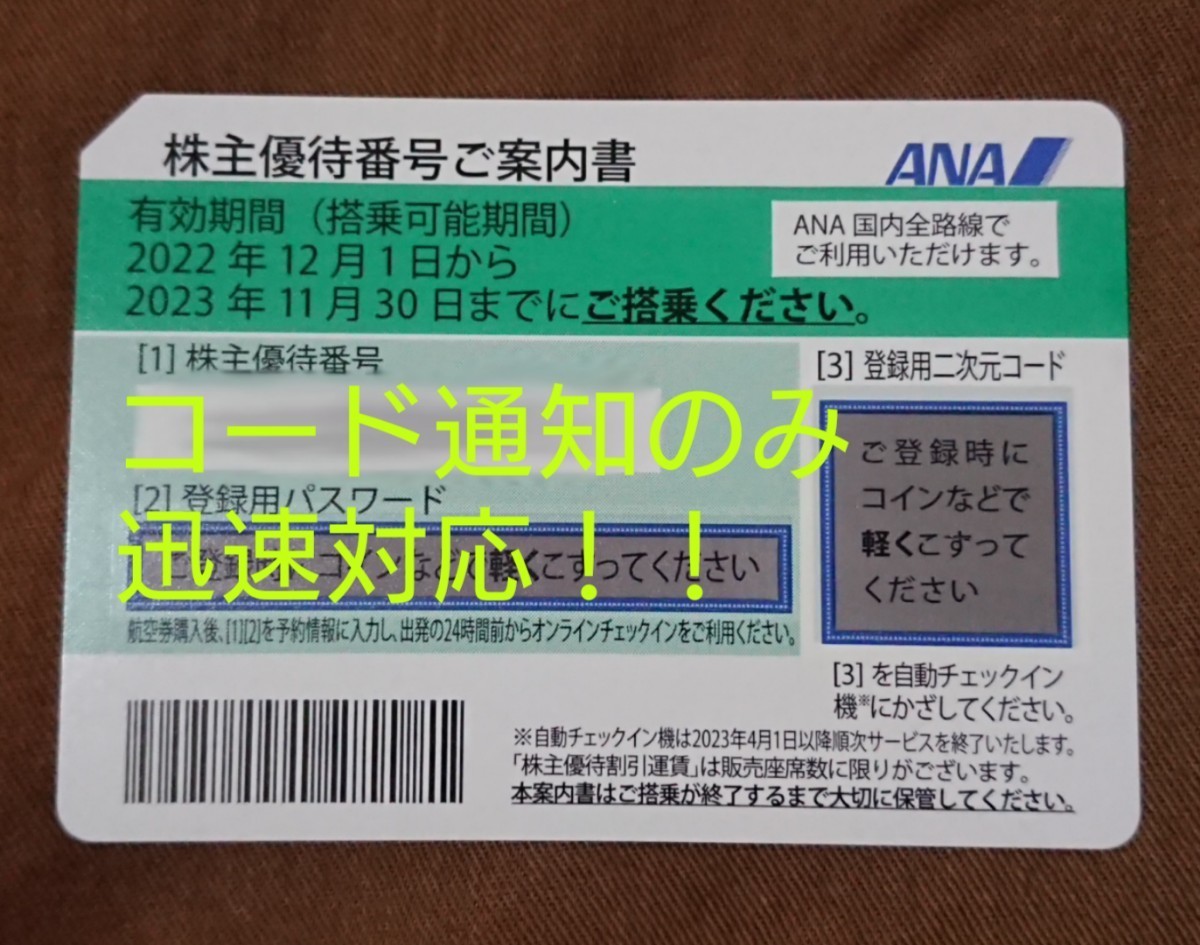 株主優待番号ご案内書
ANA
有効期間（搭乗可能期間）
2022年12月1日から
2023年11月30日までにご搭乗ください。
ANA国内全路線で
ご利用いただけます。
[1] 株主優待番号
コード通知のみ
[2] 登録用パスワード
迅速対応！！
軽くこすってください
航空券購入後、[1][2]を予約情報に入力し、出発の24時間前からオンラインチェックインをご利用ください。
[3] 登録用二次元コード
ご登録時に
コインなどで
軽くこすって
ください
[3] を自動チェックイン
機※にかざしてください。
※自動チェックイン機は2023年4月1日以降順次サービスを終了いたします。
「株主優待割引運賃」は販売座席数に限りがございます。
本案内書はご搭乗が終了するまで大切に保管してください。